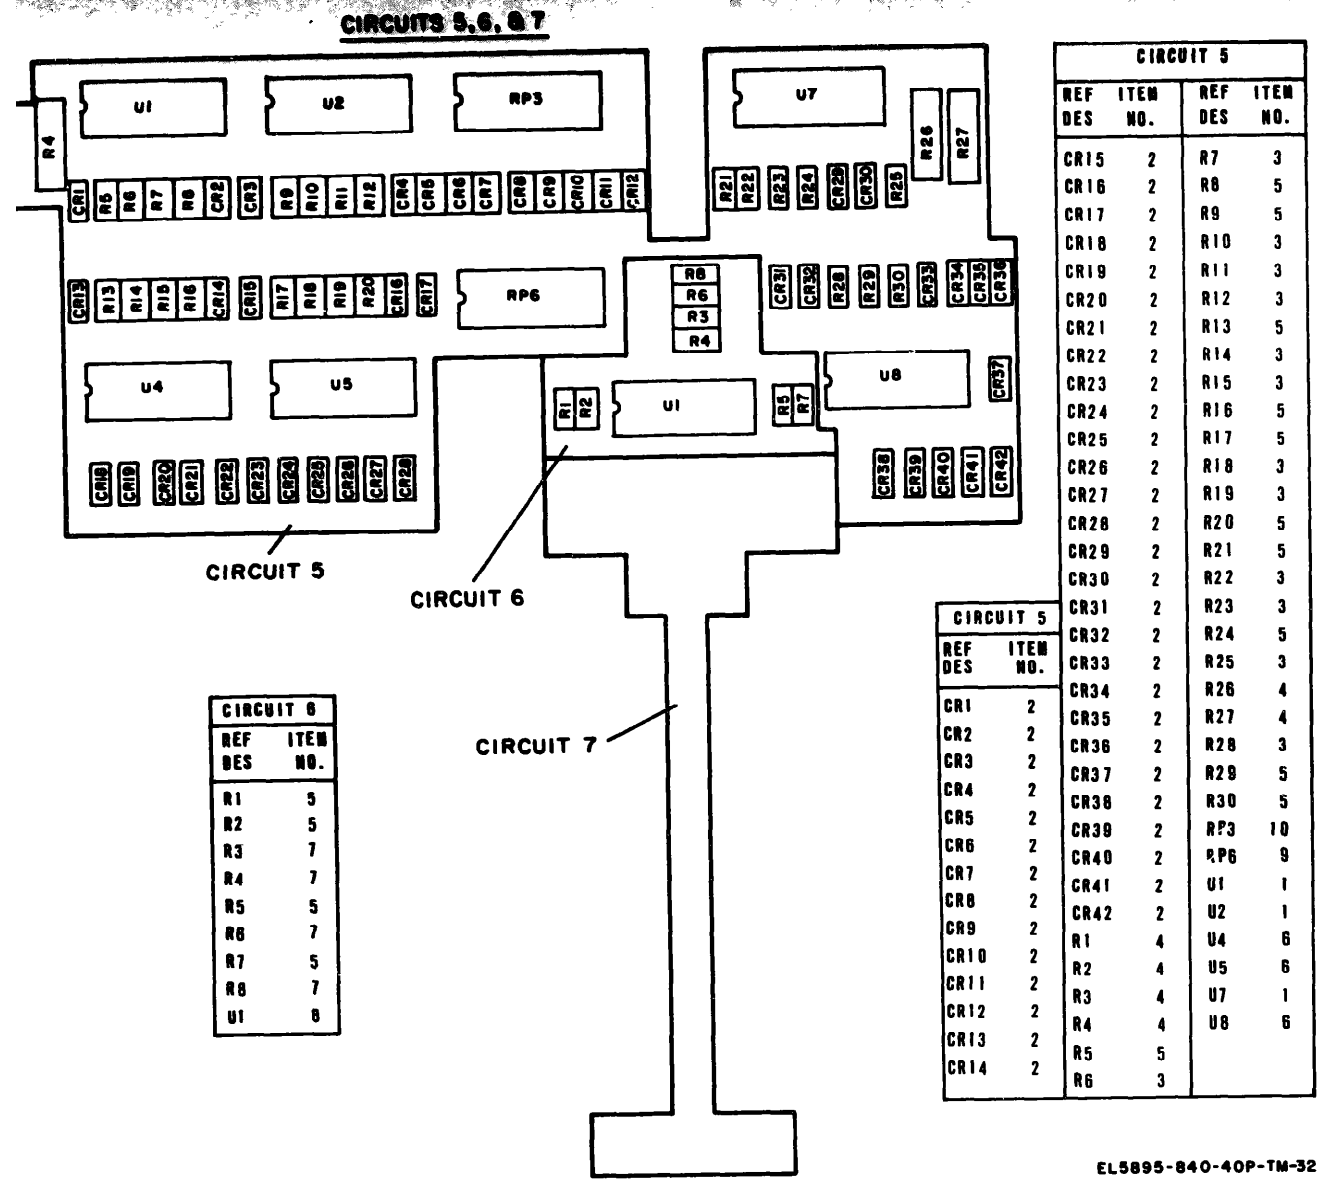 CIRCUITS 5, 6, & 7
U1 U2 RP3 U7
R4 R26 R27
CR1 R5 R6 R7 R8 CR2 CR3 R9 R10 R11 R12 CR4 CR5 CR6 CR7 CR8 CR9 CR10 CR11 CR12
R21 R22 R23 R24 CR29 CR30 R25
CR13 R13 R14 R15 R16 CR14 CR15 R17 R18 R19 R20 CR16 CR17
RP6
R8
R6
R3
R4
CR31 CR32 R28 R29 R30 CR33 CR34 CR35 CR36
U4 U5
R1 R2 U1 R5 R7
U8 CR37
CR18 CR19 CR20 CR21 CR22 CR23 CR24 CR25 CR26 CR27 CR28
CR38 CR39 CR40 CR41 CR42
CIRCUIT 5
CIRCUIT 6
CIRCUIT 7
CIRCUIT 6
REF ITEM
DES NO.
R1 5
R2 5
R3 7
R4 7
R5 5
R6 7
R7 5
R8 7
U1 8
CIRCUIT 5
REF ITEM
DES NO.
CR1 2
CR2 2
CR3 2
CR4 2
CR5 2
CR6 2
CR7 2
CR8 2
CR9 2
CR10 2
CR11 2
CR12 2
CR13 2
CR14 2
CIRCUIT 5
REF ITEM REF ITEM
DES NO. DES NO.
CR15 2 R7 3
CR16 2 R8 5
CR17 2 R9 5
CR18 2 R10 3
CR19 2 R11 3
CR20 2 R12 3
CR21 2 R13 5
CR22 2 R14 3
CR23 2 R15 3
CR24 2 R16 5
CR25 2 R17 5
CR26 2 R18 3
CR27 2 R19 3
CR28 2 R20 5
CR29 2 R21 5
CR30 2 R22 3
CR31 2 R23 3
CR32 2 R24 5
CR33 2 R25 3
CR34 2 R26 4
CR35 2 R27 4
CR36 2 R28 3
CR37 2 R29 5
CR38 2 R30 5
CR39 2 RP3 10
CR40 2 RP6 9
CR41 2 U1 1
CR42 2 U2 1
R1 4 U4 6
R2 4 U5 6
R3 4 U7 1
R4 4 U8 6
R5 5
R6 3
EL5895-840-40P-TM-32